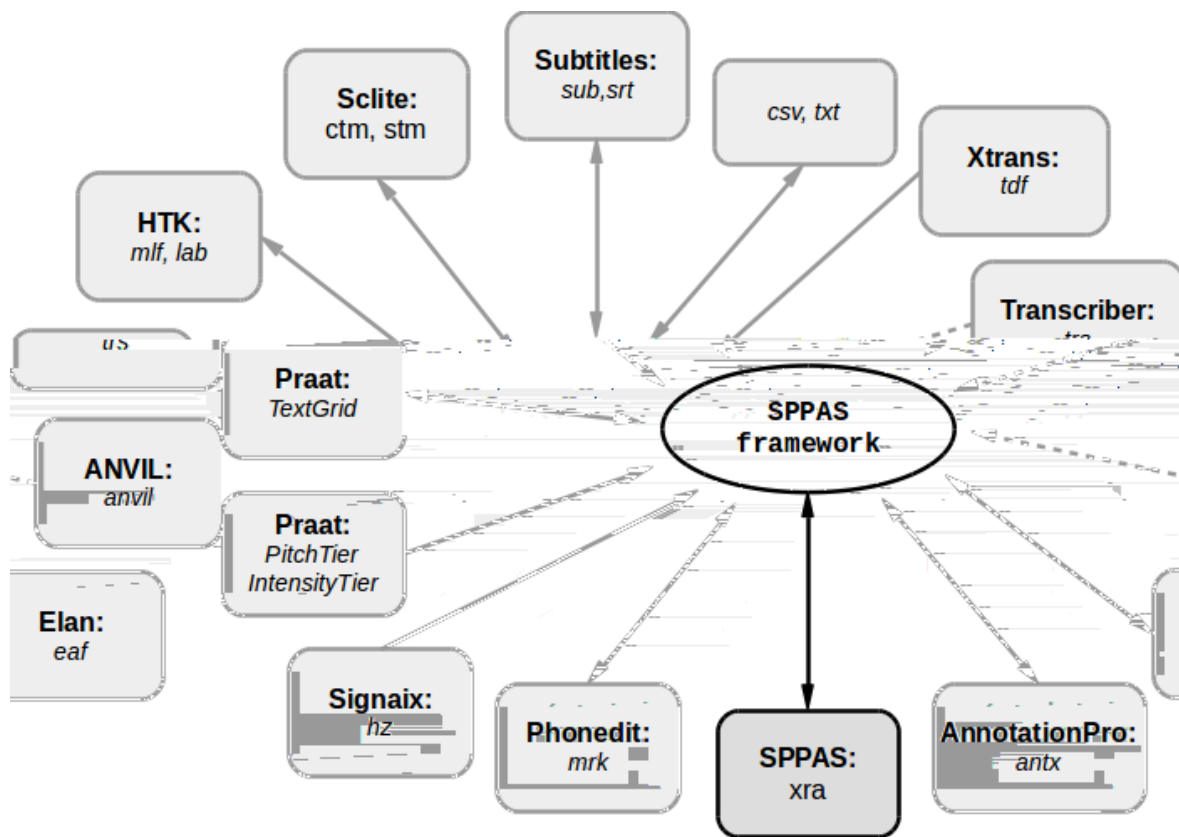 Subtitles:
sub,srt
Sclite:
ctm, stm
csv, txt
Xtrans:
tdf
HTK:
mlf, lab
Transcriber:
Praat:
TextGrid
SPPAS
framework
ANVIL:
anvil
Praat:
PitchTier
IntensityTier
Elan:
eaf
Signaix:
hz
Phonedit:
mrk
SPPAS:
xra
AnnotationPro:
antx